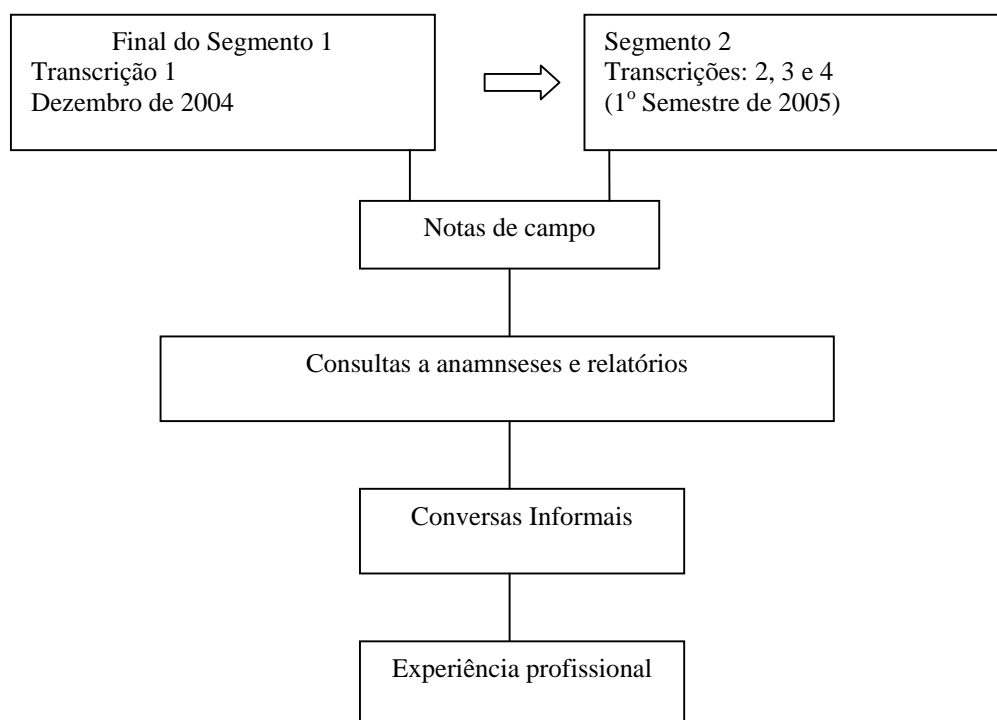 Final do Segmento 1
Transcrição 1
Dezembro de 2004
Segmento 2
Transcrições: 2, 3 e 4
(1º Semestre de 2005)
Notas de campo
Consultas a anamnseses e relatórios
Conversas Informais
Experiência profissional